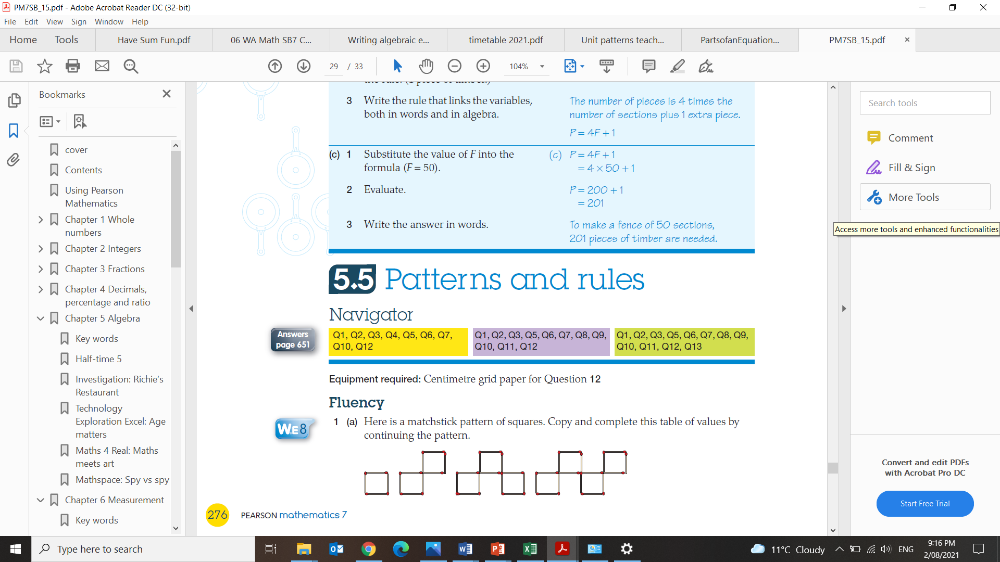 PM7SB_15.pdf - Adobe Acrobat Reader DC (32-bit)
File Edit View Sign Window Help
Home Tools Have Sum Fun.pdf 06 WA Math SB7 C... Writing algebraic e... timetable 2021.pdf Unit patterns teach... PartsofanEquation... PM7SB_15.pdf
29 / 33 104%
Bookmarks
cover
Contents
Using Pearson
Mathematics
Chapter 1 Whole
numbers
Chapter 2 Integers
Chapter 3 Fractions
Chapter 4 Decimals,
percentage and ratio
Chapter 5 Algebra
Key words
Half-time 5
Investigation: Richie's
Restaurant
Technology
Exploration Excel: Age
matters
Maths 4 Real: Maths
meets art
Mathspace: Spy vs spy
Chapter 6 Measurement
Key words
the rule. (1 piece of timber.)
3 Write the rule that links the variables,
both in words and in algebra.
The number of pieces is 4 times the
number of sections plus 1 extra piece.
P = 4F + 1
(c) 1 Substitute the value of F into the
formula (F = 50).
(c) P = 4F + 1
= 4 × 50 + 1
2 Evaluate.
P = 200 + 1
= 201
3 Write the answer in words.
To make a fence of 50 sections,
201 pieces of timber are needed.
5.5 Patterns and rules
Navigator
Answers
page 651
Q1, Q2, Q3, Q4, Q5, Q6, Q7,
Q10, Q12
Q1, Q2, Q3, Q5, Q6, Q7, Q8, Q9,
Q10, Q11, Q12
Q1, Q2, Q3, Q5, Q6, Q7, Q8, Q9,
Q10, Q11, Q12, Q13
Equipment required: Centimetre grid paper for Question 12
Fluency
W.E 8
1 (a) Here is a matchstick pattern of squares. Copy and complete this table of values by
continuing the pattern.
276 PEARSON mathematics 7
Search tools
Comment
Fill & Sign
More Tools
Access more tools and enhanced functionalities
Convert and edit PDFs
with Acrobat Pro DC
Start Free Trial
Type here to search
11°C Cloudy
ENG
9:16 PM
2/08/2021